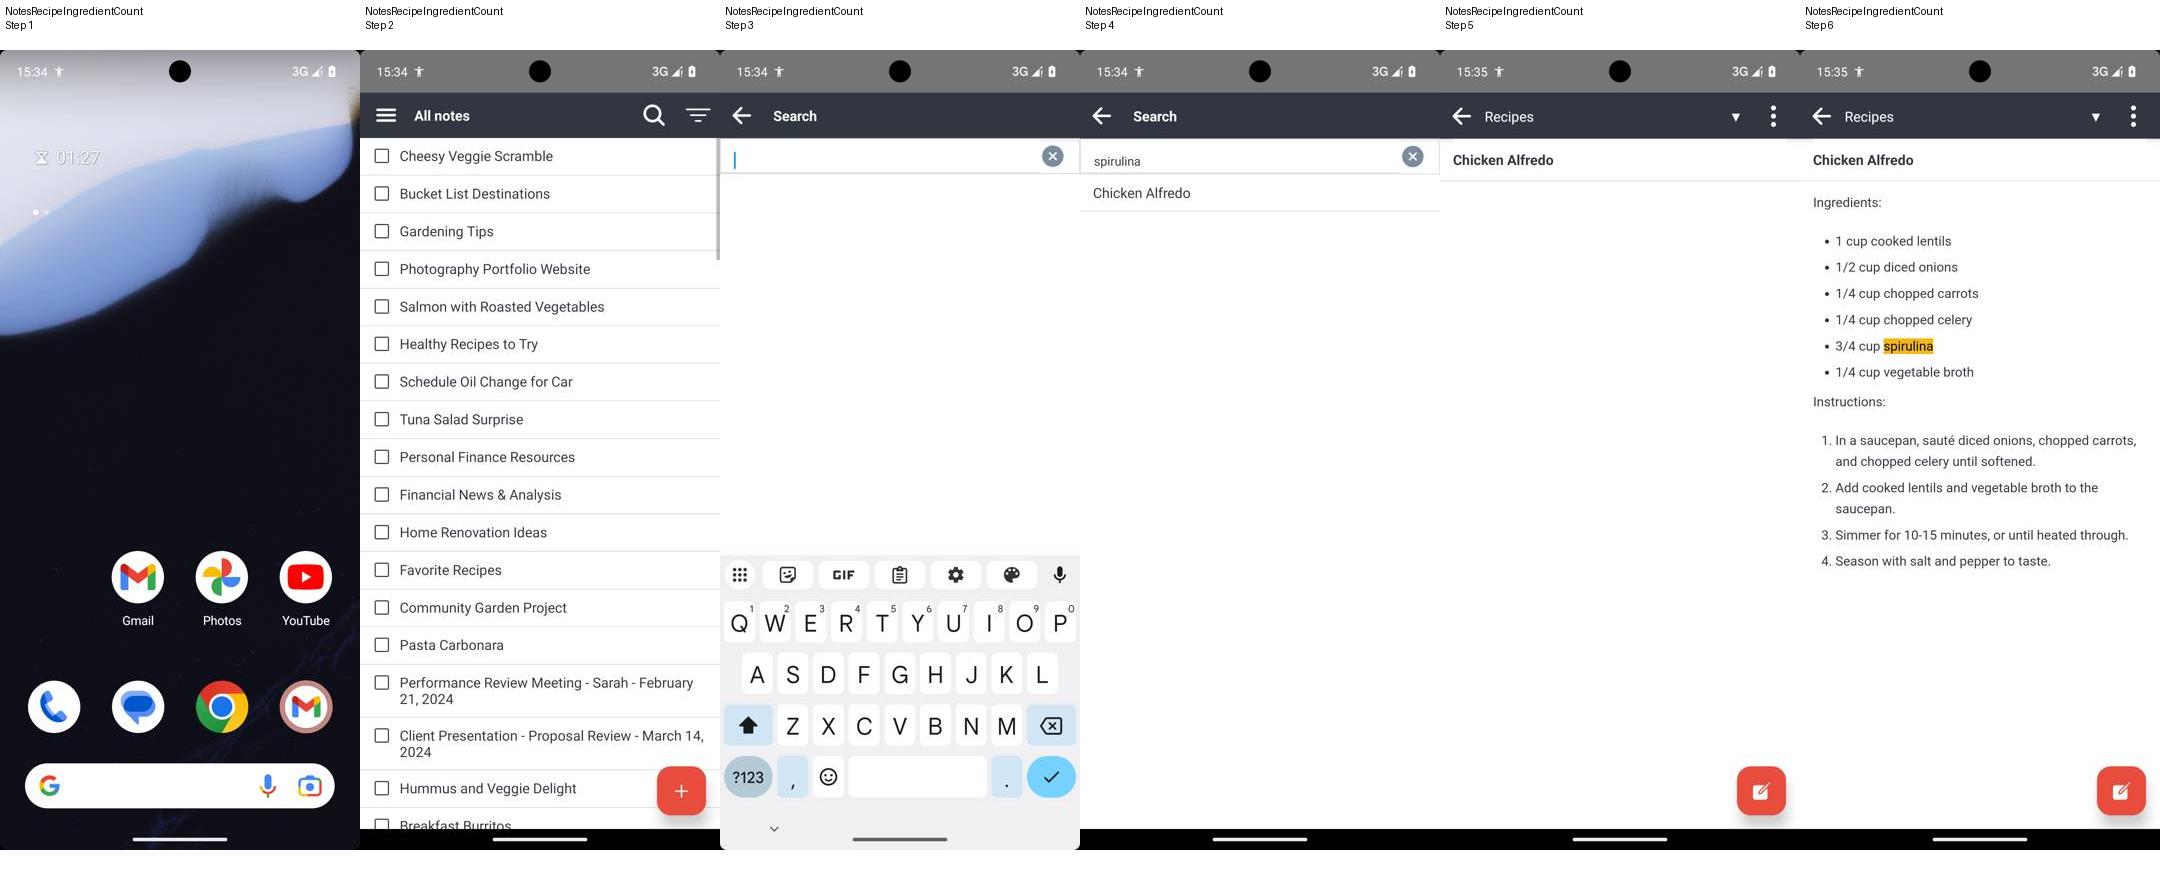 NotesRecipeIngredientCount
Step 1
15:34
3G
01:27
Gmail
Photos
YouTube
NotesRecipeIngredientCount
Step 2
15:34
3G
All notes
Cheesy Veggie Scramble
Bucket List Destinations
Gardening Tips
Photography Portfolio Website
Salmon with Roasted Vegetables
Healthy Recipes to Try
Schedule Oil Change for Car
Tuna Salad Surprise
Personal Finance Resources
Financial News & Analysis
Home Renovation Ideas
Favorite Recipes
Community Garden Project
Pasta Carbonara
Performance Review Meeting - Sarah - February
21, 2024
Client Presentation - Proposal Review - March 14,
2024
Hummus and Veggie Delight
Breakfast Burritos
NotesRecipeIngredientCount
Step 3
15:34
3G
Search
GIF
Q1 W2 E3 R4 T5 Y6 U7 I8 O9 P0
A S D F G H J K L
Z X C V B N M
?123 , .
NotesRecipeIngredientCount
Step 4
15:34
3G
Search
spirulina
Chicken Alfredo
NotesRecipeIngredientCount
Step 5
15:35
3G
Recipes
Chicken Alfredo
NotesRecipeIngredientCount
Step 6
15:35
3G
Recipes
Chicken Alfredo
Ingredients:
• 1 cup cooked lentils
• 1/2 cup diced onions
• 1/4 cup chopped carrots
• 1/4 cup chopped celery
• 3/4 cup spirulina
• 1/4 cup vegetable broth
Instructions:
1. In a saucepan, sauté diced onions, chopped carrots,
and chopped celery until softened.
2. Add cooked lentils and vegetable broth to the
saucepan.
3. Simmer for 10-15 minutes, or until heated through.
4. Season with salt and pepper to taste.